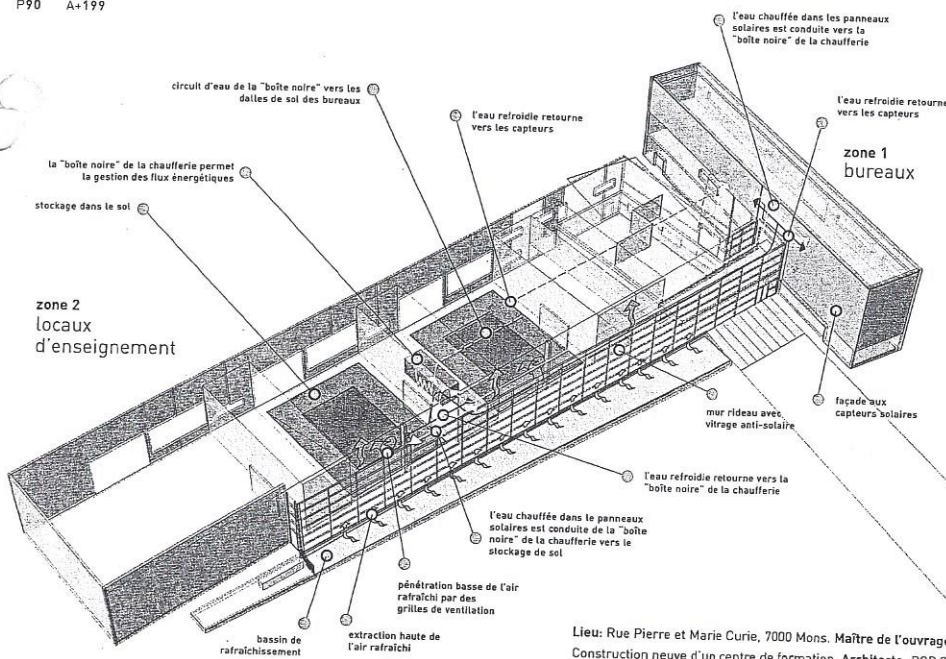 P90 A+199
l'eau chauffée dans les panneaux
solaires est conduite vers la
"boîte noire" de la chaufferie
circuit d'eau de la "boîte noire" vers les
dalles de sol des bureaux
l'eau refroidie retourne
vers les capteurs
l'eau refroidie retourne
vers les capteurs
la "boîte noire" de la chaufferie permet
la gestion des flux énergétiques
zone 1
bureaux
stockage dans le sol
zone 2
locaux
d'enseignement
mur rideau avec
vitrage anti-solaire
façade aux
capteurs solaires
l'eau refroidie retourne vers la
"boîte noire" de la chaufferie
l'eau chauffée dans le panneaux
solaires est conduite de la "boîte
noire" de la chaufferie vers le
stockage de sol
pénétration basse de l'air
rafraîchi par des
grilles de ventilation
bassin de
rafraîchissement
extraction haute de
l'air rafraîchi
Lieu: Rue Pierre et Marie Curie, 7000 Mons. Maître de l'ouvrage
Construction neuve d'un centre de formation.